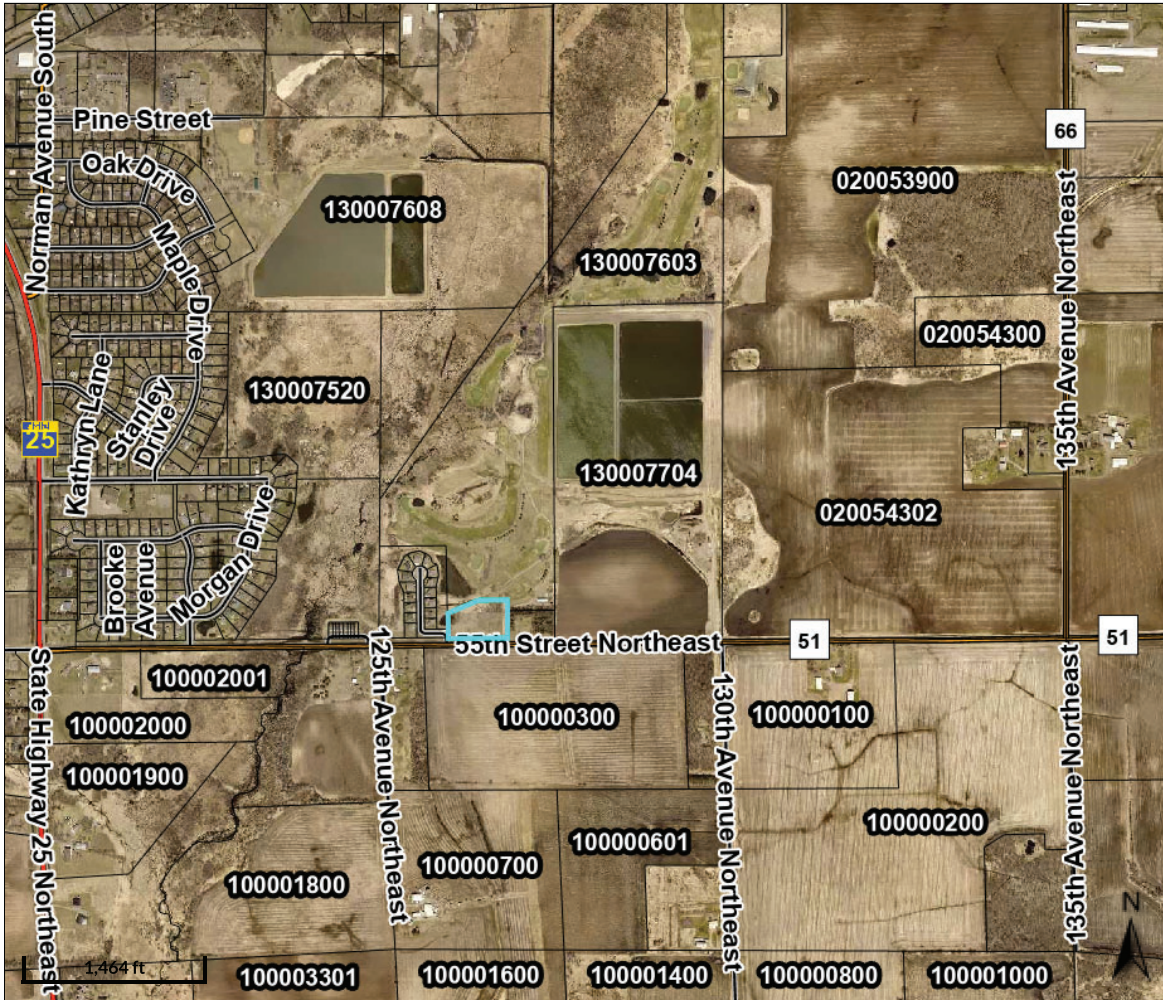 Norman Avenue South
Pine Street
Oak Drive
66
020053900
130007608
Maple Drive
130007603
135th Avenue Northeast
020054300
130007520
Kathryn Lane
Stanley
Drive
MN
25
130007704
020054302
Morgan Drive
Brooke
Avenue
55th Street Northeast
51
51
State Highway 25 Northeast
125th Avenue Northeast
130th Avenue Northeast
135th Avenue Northeast
100002001
100002000
100000300
100000100
100001900
100000200
100000601
100000700
100001800
N
1,464 ft
100003301
100001600
100001400
100000800
100001000